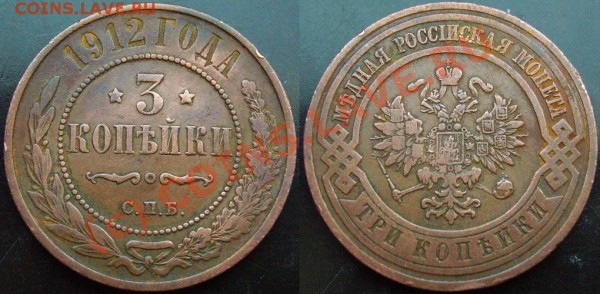 COINS.LAVE.RU
1912 ГОДА
3
КОПѢЙКИ
С.П.Б.
МѢДНАЯ РОССІЙСКАЯ МОНЕТА
ТРИ КОПѢЙКИ